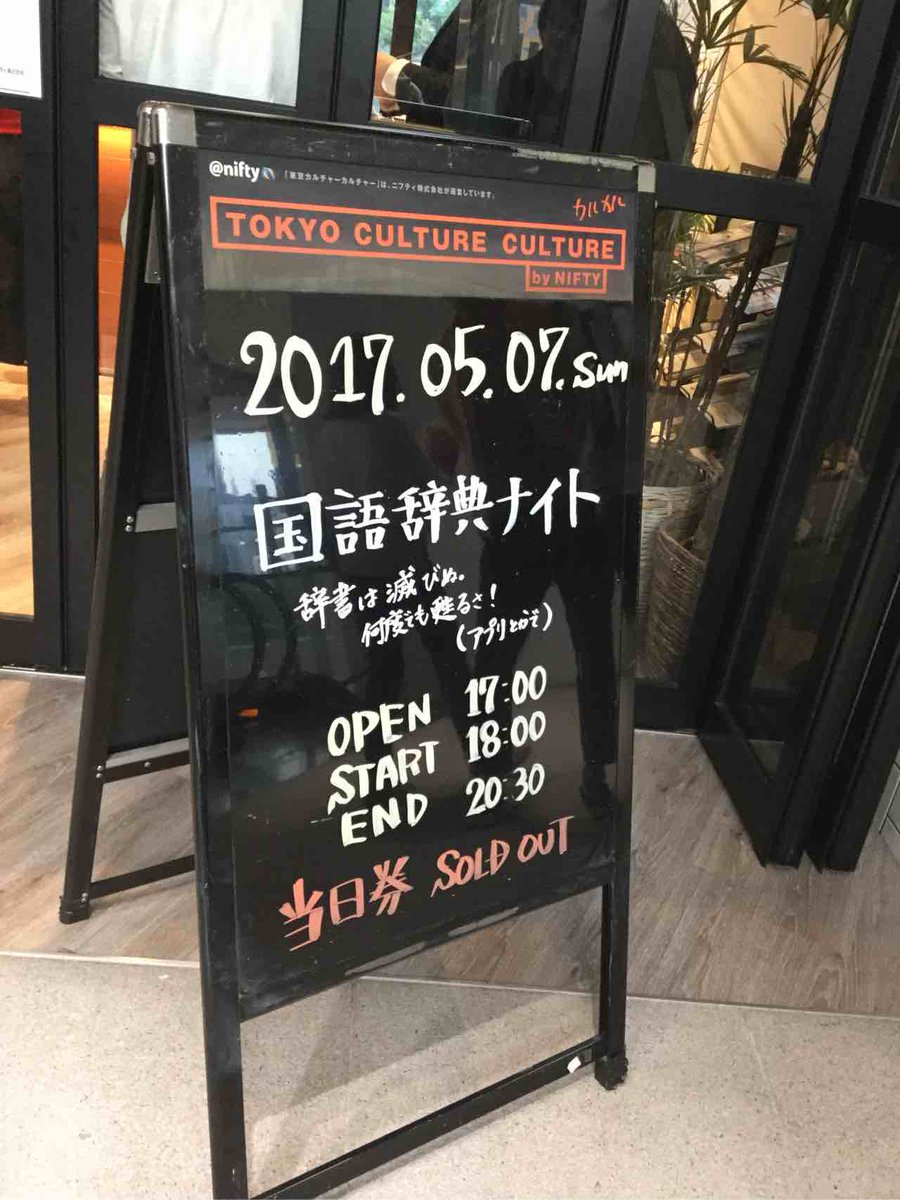 @nifty 「東京カルチャーカルチャー」は、ニフティ株式会社が運営しています。
カルカル
TOKYO CULTURE CULTURE
by NIFTY
2017.05.07.Sun
国語辞典ナイト
辞書は滅びぬ。
何度でも甦るさ!
(アプリとかで)
OPEN 17:00
START 18:00
END 20:30
当日券 SOLD OUT